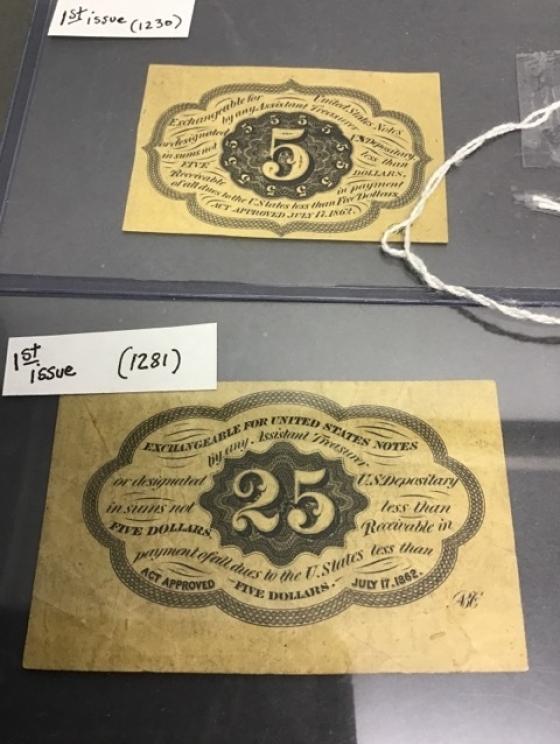 1st issue (1230)
Exchangeable for United States Notes
by any Assistant Treasurer
or designated U.S Depositary
in sums not less than
FIVE DOLLARS.
Receivable in payment
of all dues to the U.States less than Five Dollars.
ACT APPROVED JULY 17. 1862.
5
1st issue (1281)
EXCHANGEABLE FOR UNITED STATES NOTES
by any Assistant Treasurer
or designated U.S Depositary
25
in sums not less than
FIVE DOLLARS. Receivable in
payment of all dues to the U.States less than
FIVE DOLLARS.
ACT APPROVED JULY 17, 1862.